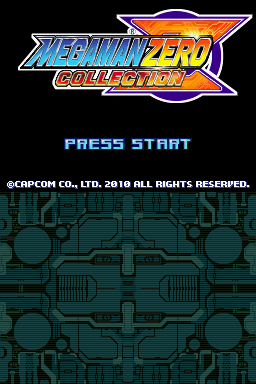 MEGAMAN ZERO
COLLECTION
PRESS START
©CAPCOM CO., LTD. 2010 ALL RIGHTS RESERVED.